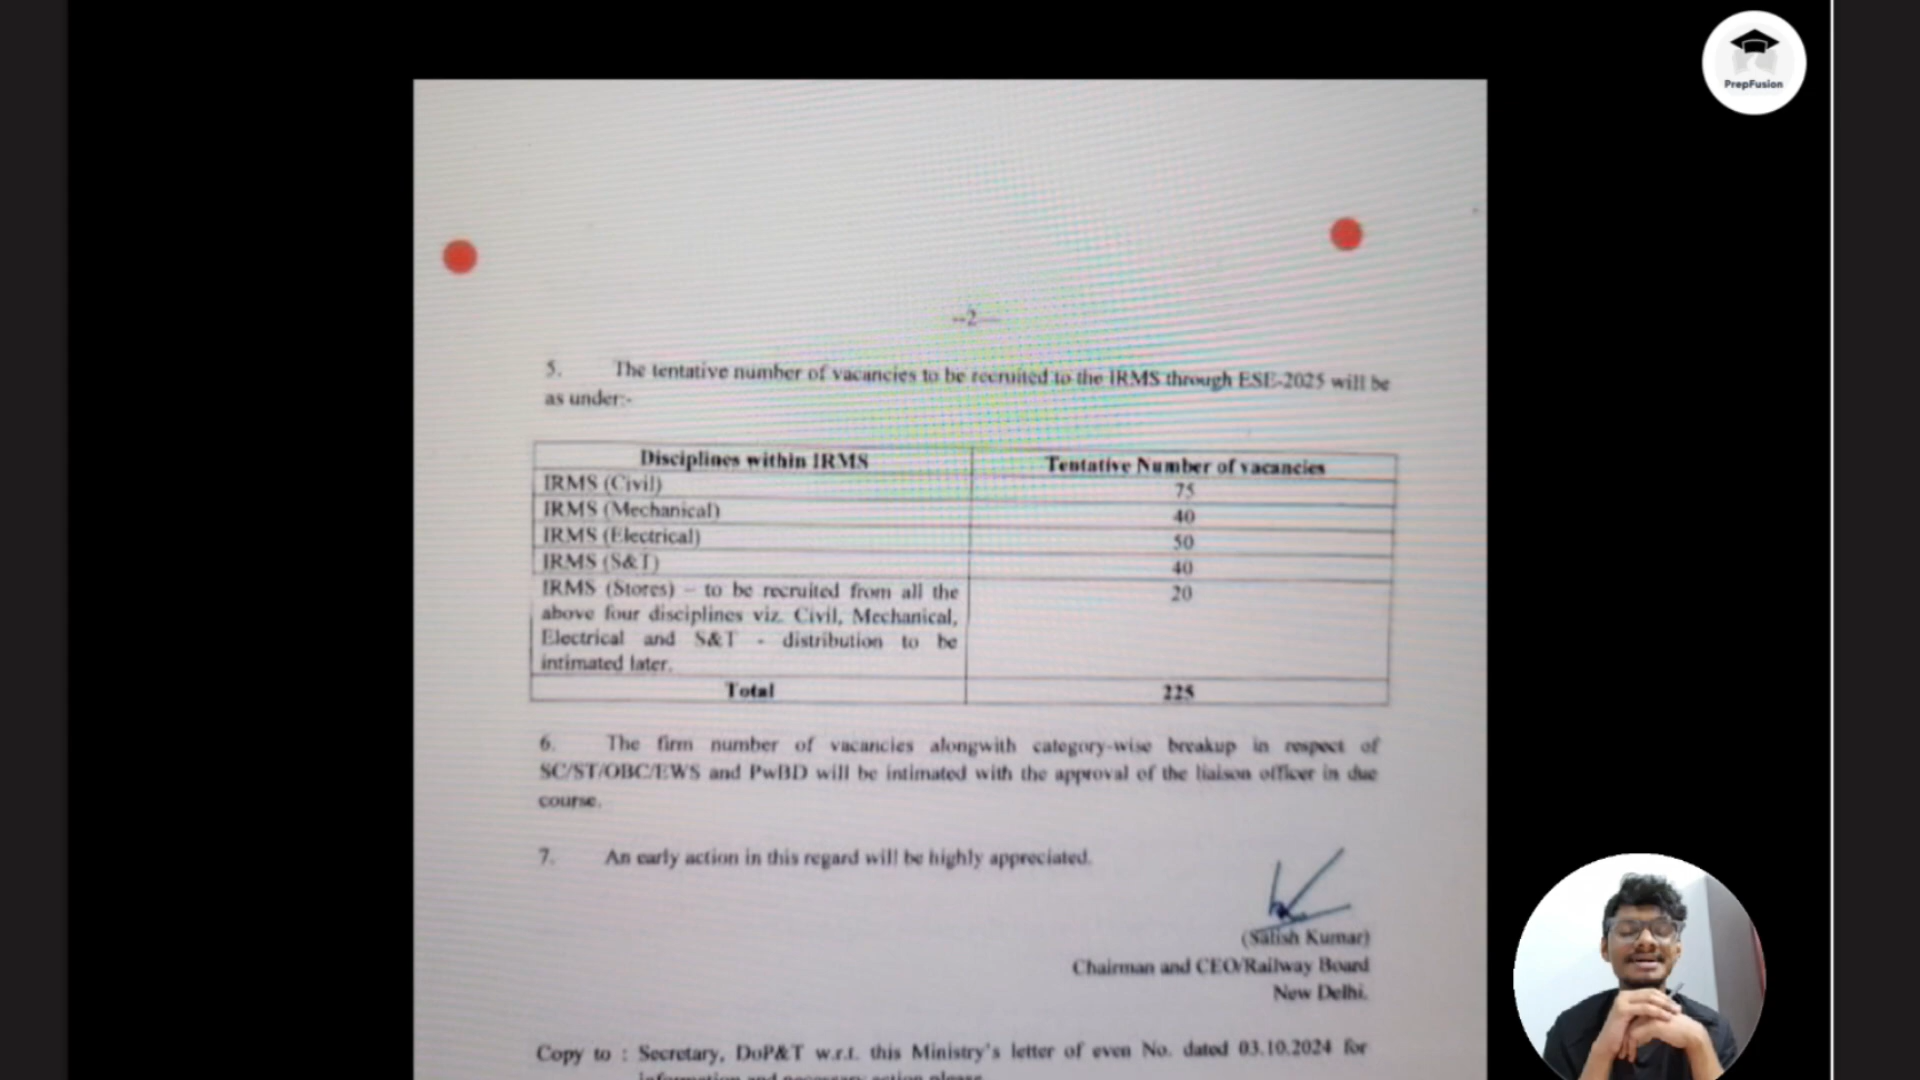 PrepFusion
--2--
5. The tentative number of vacancies to be recruited to the IRMS through ESE-2025 will be
as under:-
Disciplines within IRMS Tentative Number of vacancies
IRMS (Civil) 75
IRMS (Mechanical) 40
IRMS (Electrical) 50
IRMS (S&T) 40
IRMS (Stores) – to be recruited from all the 20
above four disciplines viz. Civil, Mechanical,
Electrical and S&T - distribution to be
intimated later.
Total 225
6. The firm number of vacancies alongwith category-wise breakup in respect of
SC/ST/OBC/EWS and PwBD will be intimated with the approval of the liaison officer in due
course.
7. An early action in this regard will be highly appreciated.
(Satish Kumar)
Chairman and CEO/Railway Board
New Delhi.
Copy to : Secretary, DoP&T w.r.t. this Ministry's letter of even No. dated 03.10.2024 for
information and necessary action please